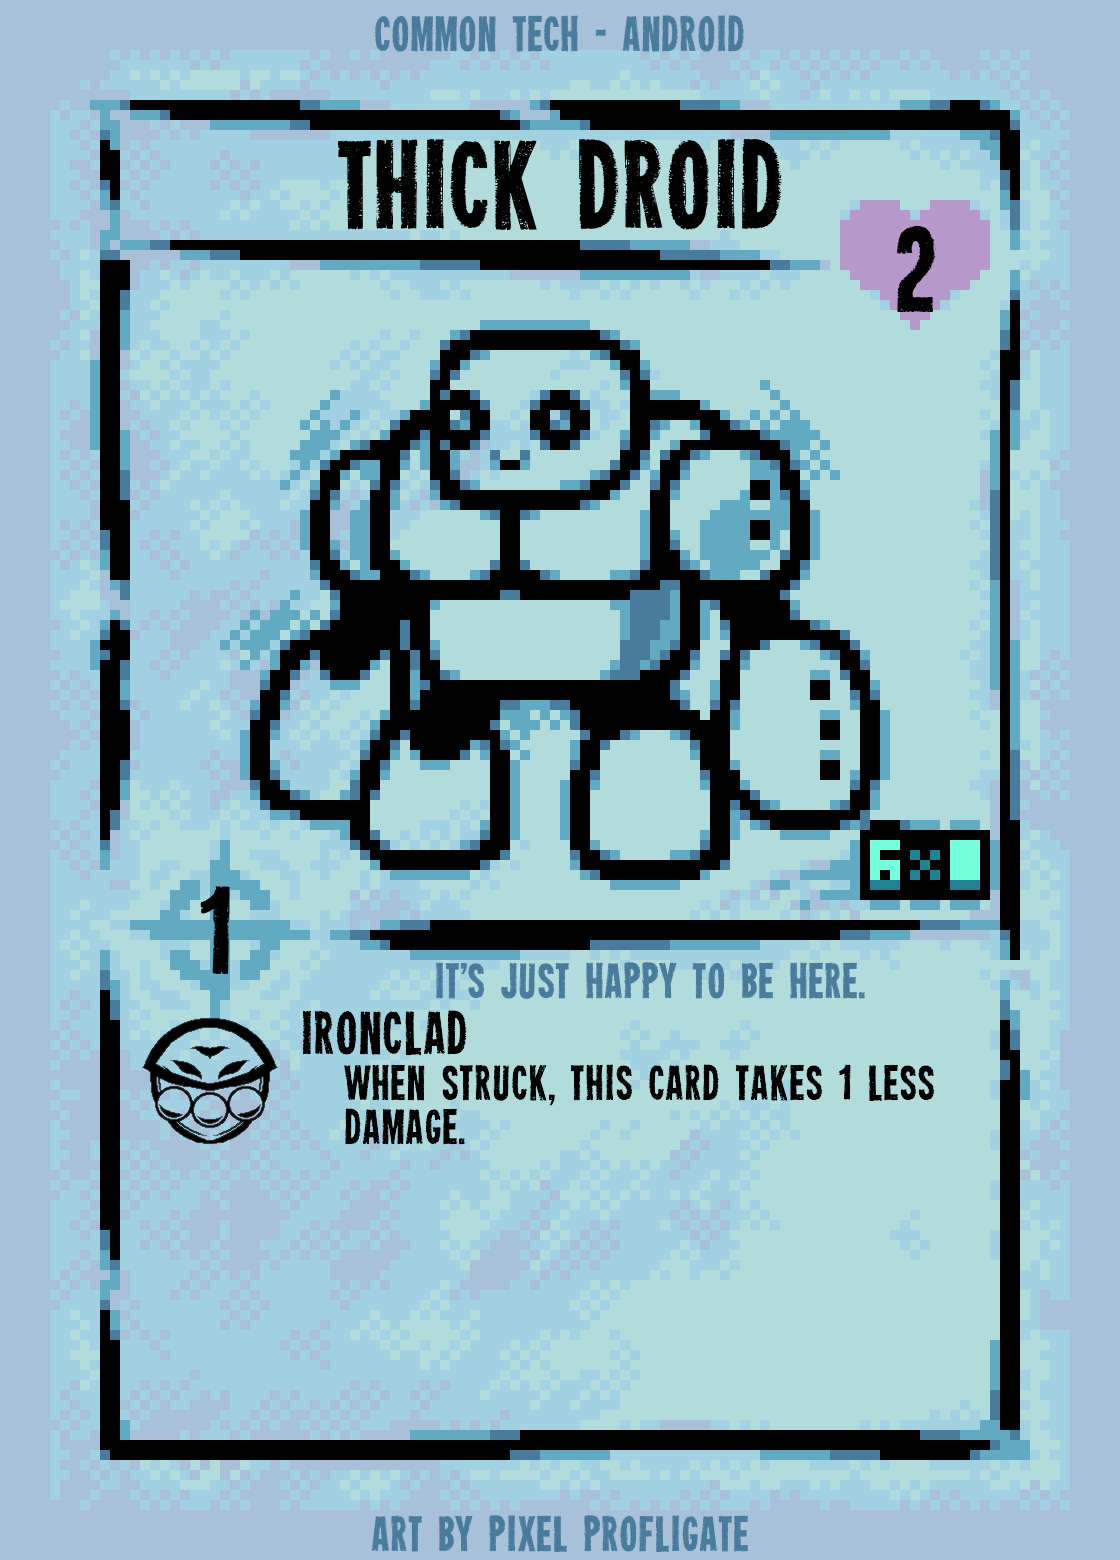 COMMON TECH - ANDROID
THICK DROID
2
6
1
IT'S JUST HAPPY TO BE HERE.
IRONCLAD
WHEN STRUCK, THIS CARD TAKES 1 LESS
DAMAGE.
ART BY PIXEL PROFLIGATE